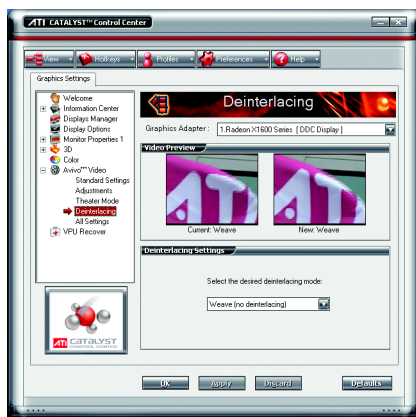 ATI CATALYST™ Control Center
View
Hotkeys
Profiles
Preferences
Help
Graphics Settings
Welcome
Information Center
Displays Manager
Display Options
Monitor Properties 1
3D
Color
Avivo™ Video
Standard Settings
Adjustments
Theater Mode
Deinterlacing
All Settings
VPU Recover
ATI CATALYST
CONTROL CENTER
Deinterlacing
Graphics Adapter :
1.Radeon X1600 Series [ DDC Display ]
Video Preview
Current: Weave
New: Weave
Deinterlacing Settings
Select the desired deinterlacing mode:
Weave (no deinterlacing)
OK
Apply
Discard
Defaults